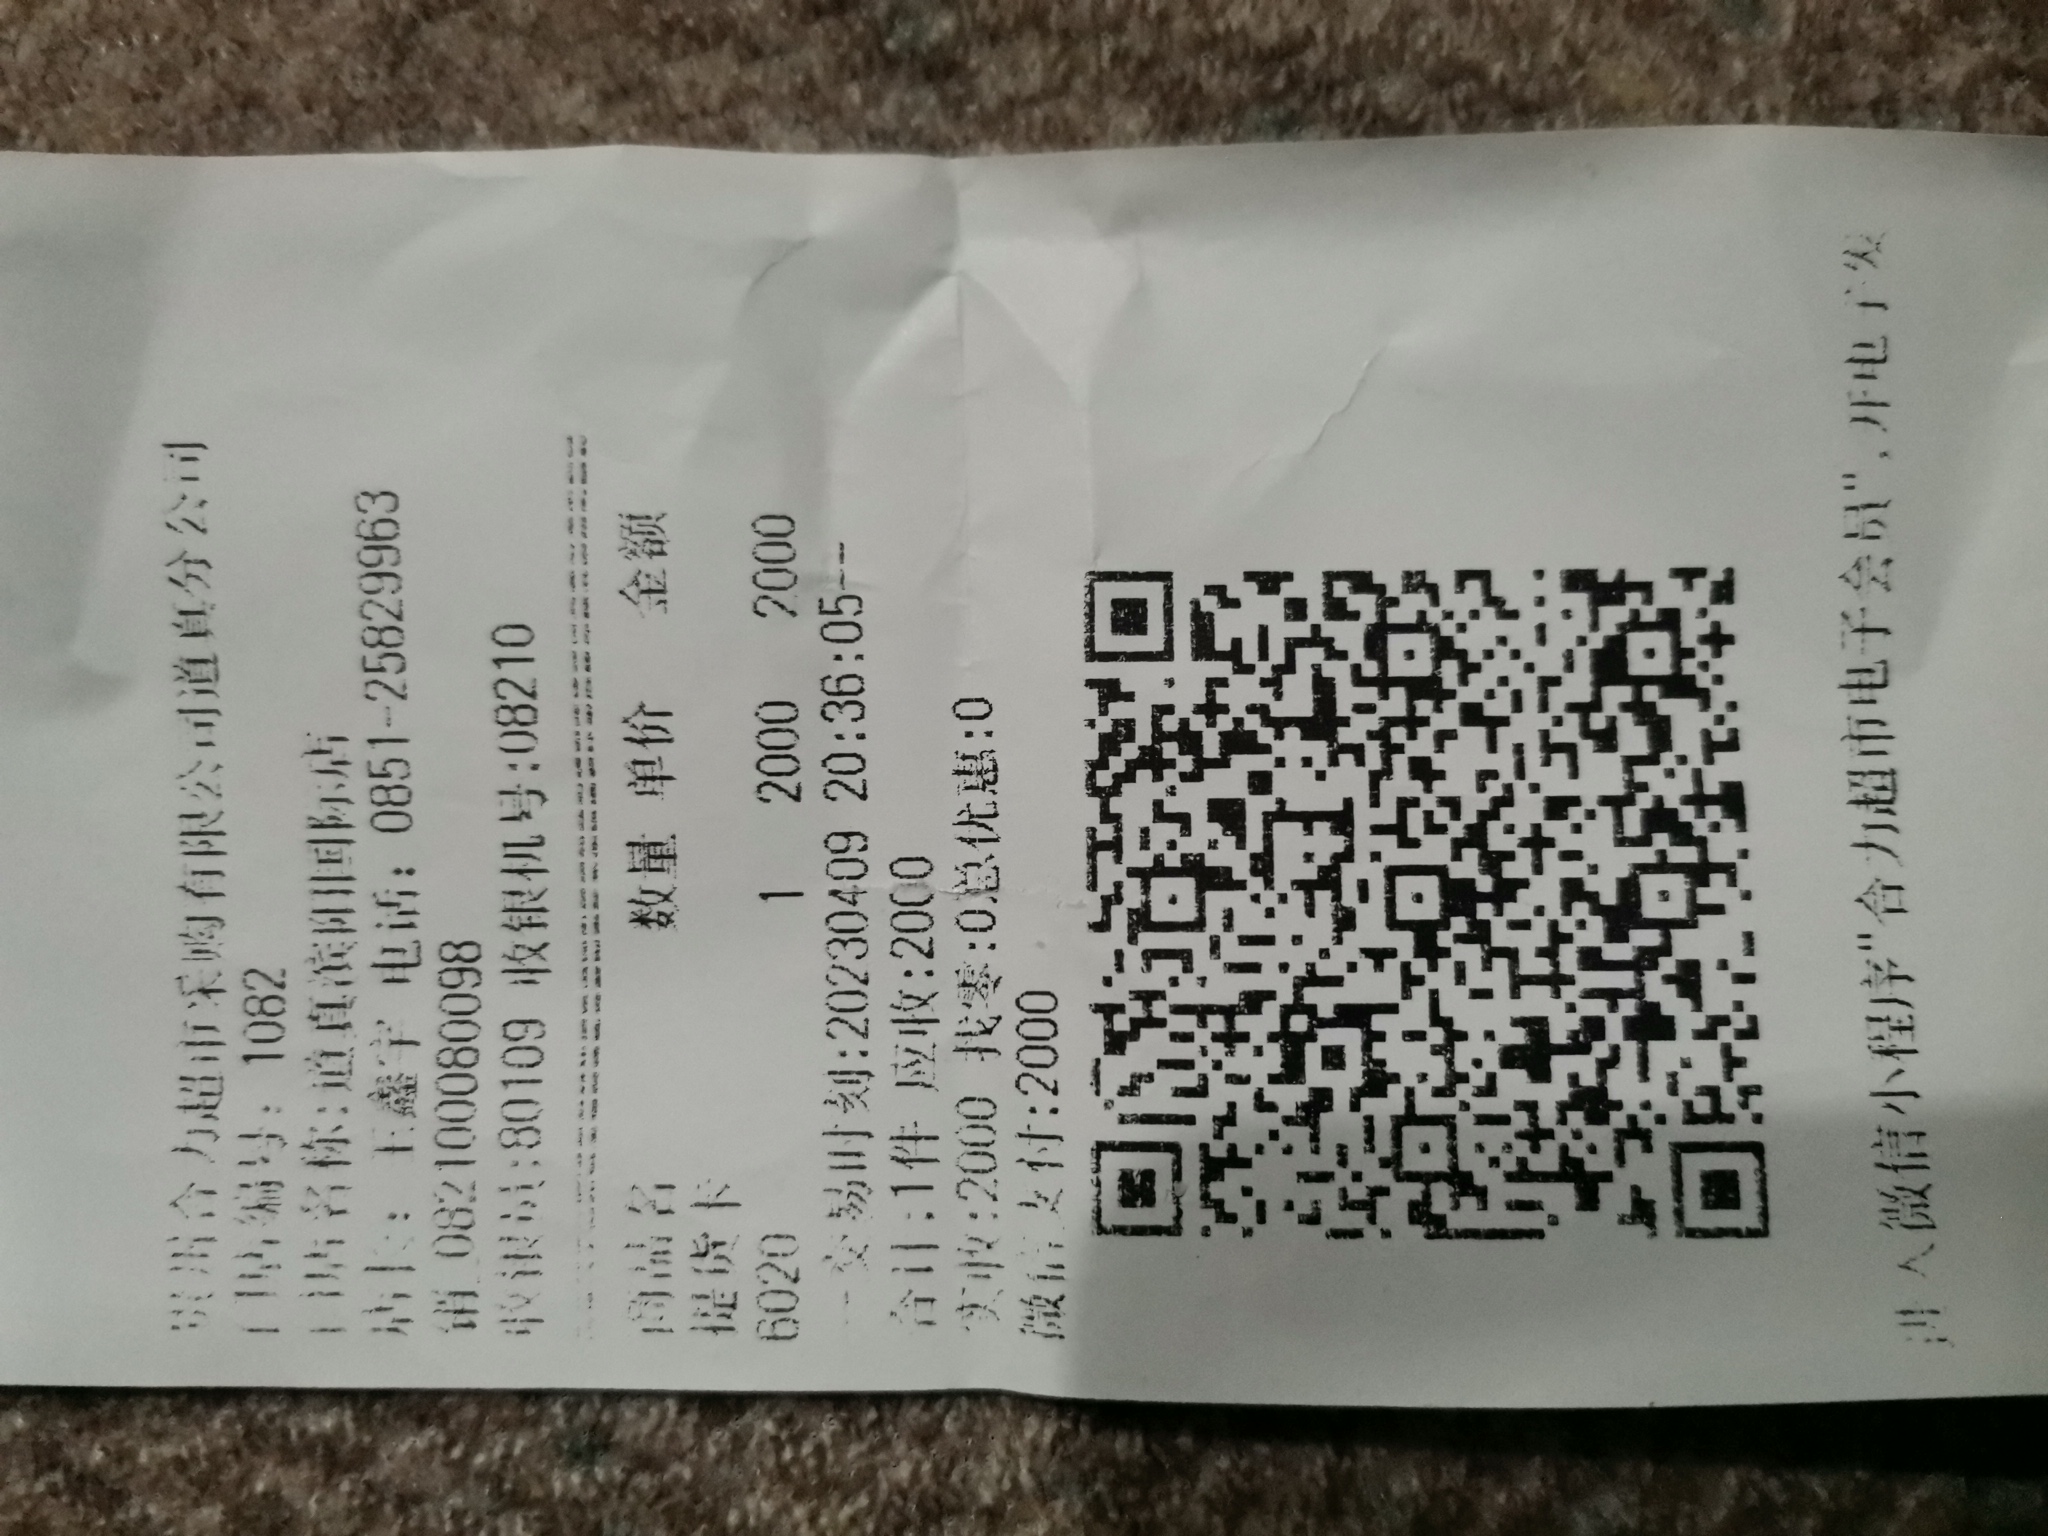 贵州合力超市采购有限公司道真分公司
门店编号: 1082
门店名称:道真滨阳国际店
店长: 王鑫宇 电话: 0851-25829963
销_0821000800098
收银员:80109 收银机号:08210
商品名 数量 单价 金额
提货卡
6020 1 2000 2000
--交易时刻:20230409 20:36:05--
合计:1件 应收:2000
实收:2000 找零:0总优惠:0
微信支付:2000
进入微信小程序"合力超市电子会员",开电子发